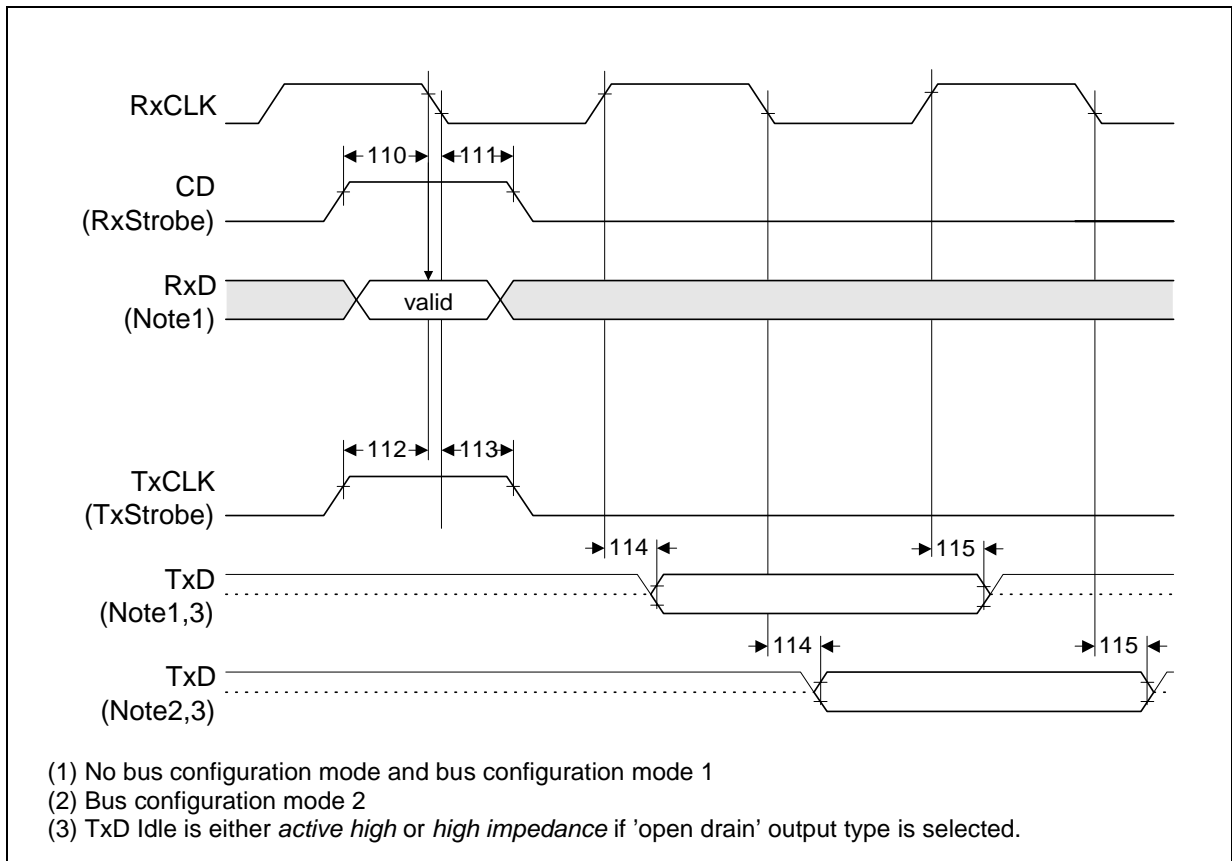 RxCLK
110
111
CD
(RxStrobe)
RxD
(Note1)
valid
112
113
TxCLK
(TxStrobe)
114
115
TxD
(Note1,3)
114
115
TxD
(Note2,3)
(1) No bus configuration mode and bus configuration mode 1
(2) Bus configuration mode 2
(3) TxD Idle is either active high or high impedance if 'open drain' output type is selected.